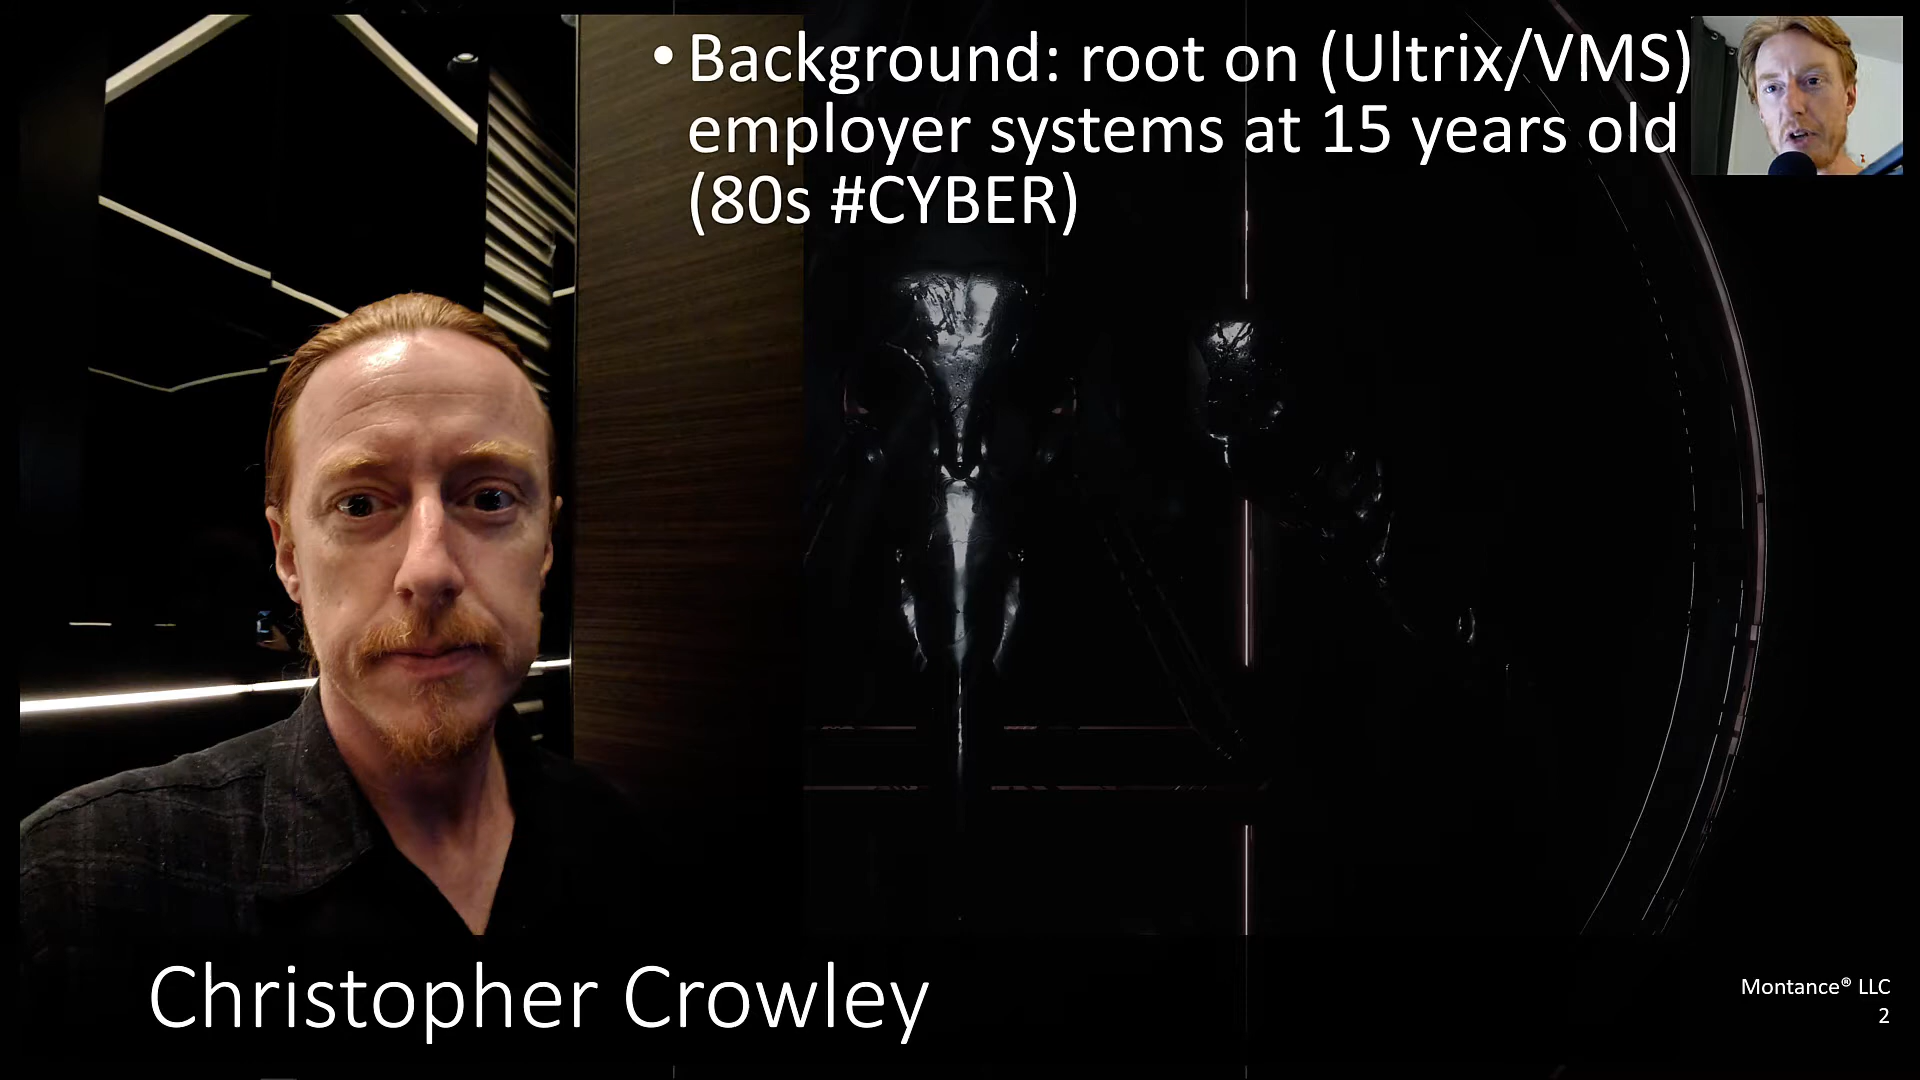 • Background: root on (Ultrix/VMS)
employer systems at 15 years old
(80s #CYBER)
Christopher Crowley
Montance® LLC
2